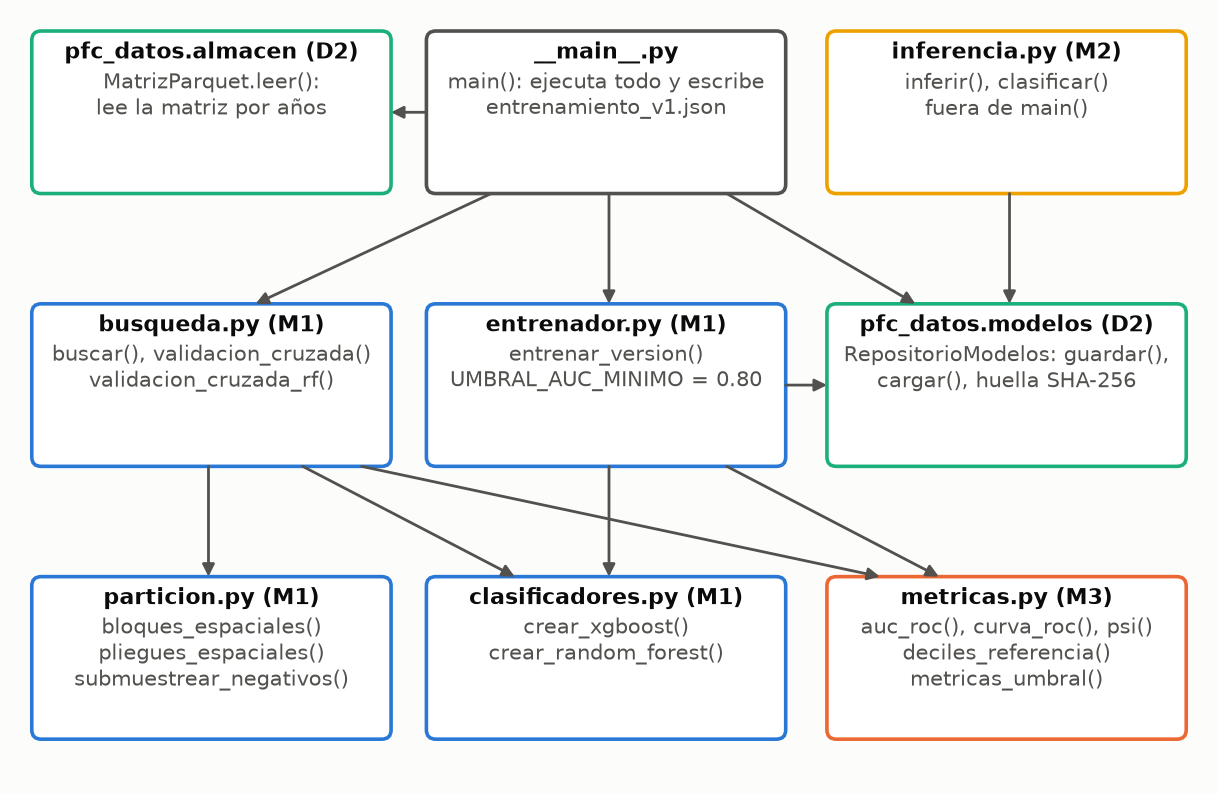 pfc_datos.almacen (D2)
MatrizParquet.leer():
lee la matriz por años
__main__.py
main(): ejecuta todo y escribe
entrenamiento_v1.json
inferencia.py (M2)
inferir(), clasificar()
fuera de main()
busqueda.py (M1)
buscar(), validacion_cruzada()
validacion_cruzada_rf()
entrenador.py (M1)
entrenar_version()
UMBRAL_AUC_MINIMO = 0.80
pfc_datos.modelos (D2)
RepositorioModelos: guardar(),
cargar(), huella SHA-256
particion.py (M1)
bloques_espaciales()
pliegues_espaciales()
submuestrear_negativos()
clasificadores.py (M1)
crear_xgboost()
crear_random_forest()
metricas.py (M3)
auc_roc(), curva_roc(), psi()
deciles_referencia()
metricas_umbral()